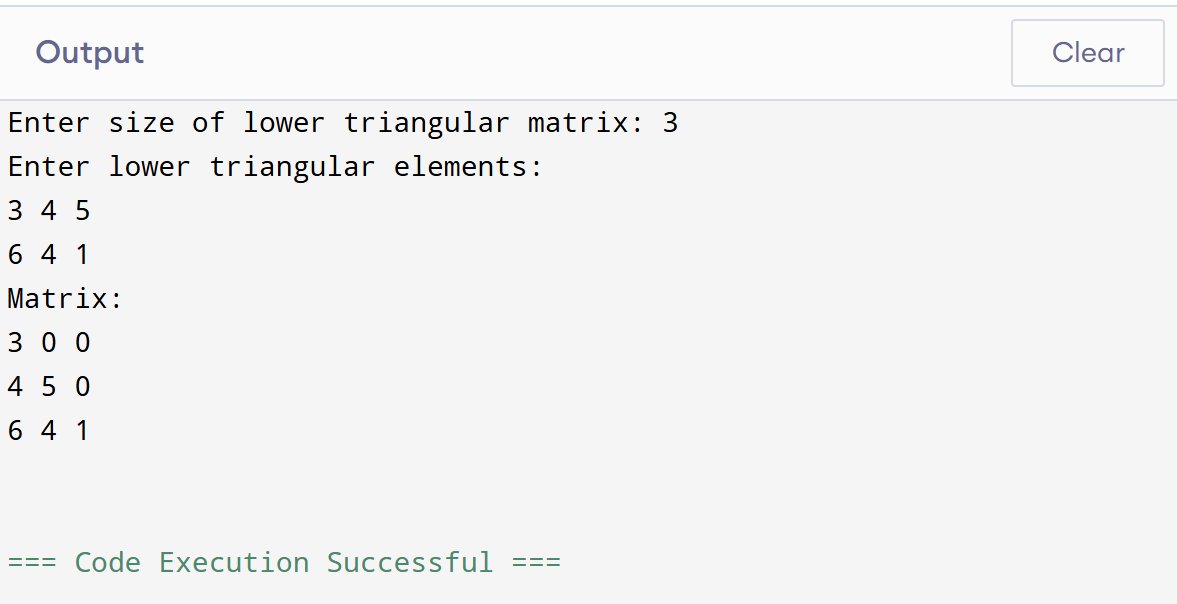 Output
Clear
Enter size of lower triangular matrix: 3
Enter lower triangular elements:
3 4 5
6 4 1
Matrix:
3 0 0
4 5 0
6 4 1
=== Code Execution Successful ===